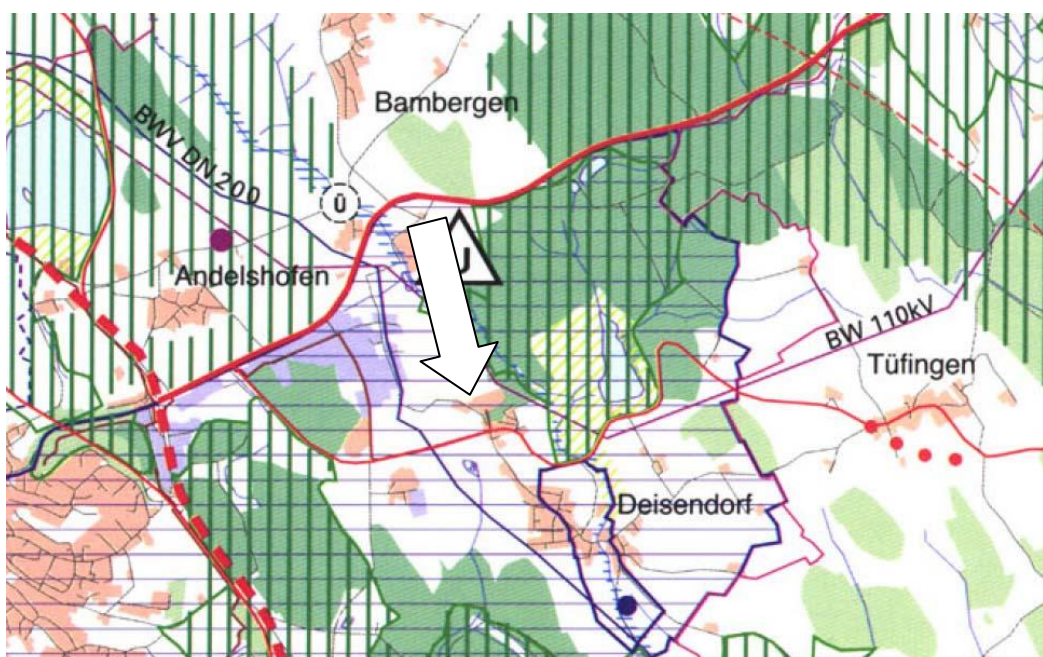 Bambergen
BWV DN 200
Ü
Andelshofen
U
BW 110kV
Tüfingen
Deisendorf